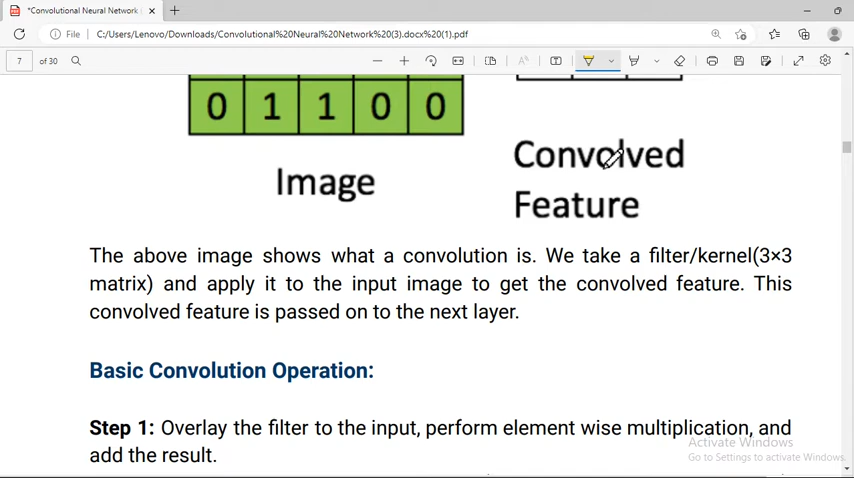 *Convolutional Neural Network
File C:/Users/Lenovo/Downloads/Convolutional%20Neural%20Network%20(3).docx%20(1).pdf
7 of 30
0 1 1 0 0
Image
Convolved
Feature
The above image shows what a convolution is. We take a filter/kernel(3×3
matrix) and apply it to the input image to get the convolved feature. This
convolved feature is passed on to the next layer.
Basic Convolution Operation:
Step 1: Overlay the filter to the input, perform element wise multiplication, and
add the result.
Activate Windows
Go to Settings to activate Windows.